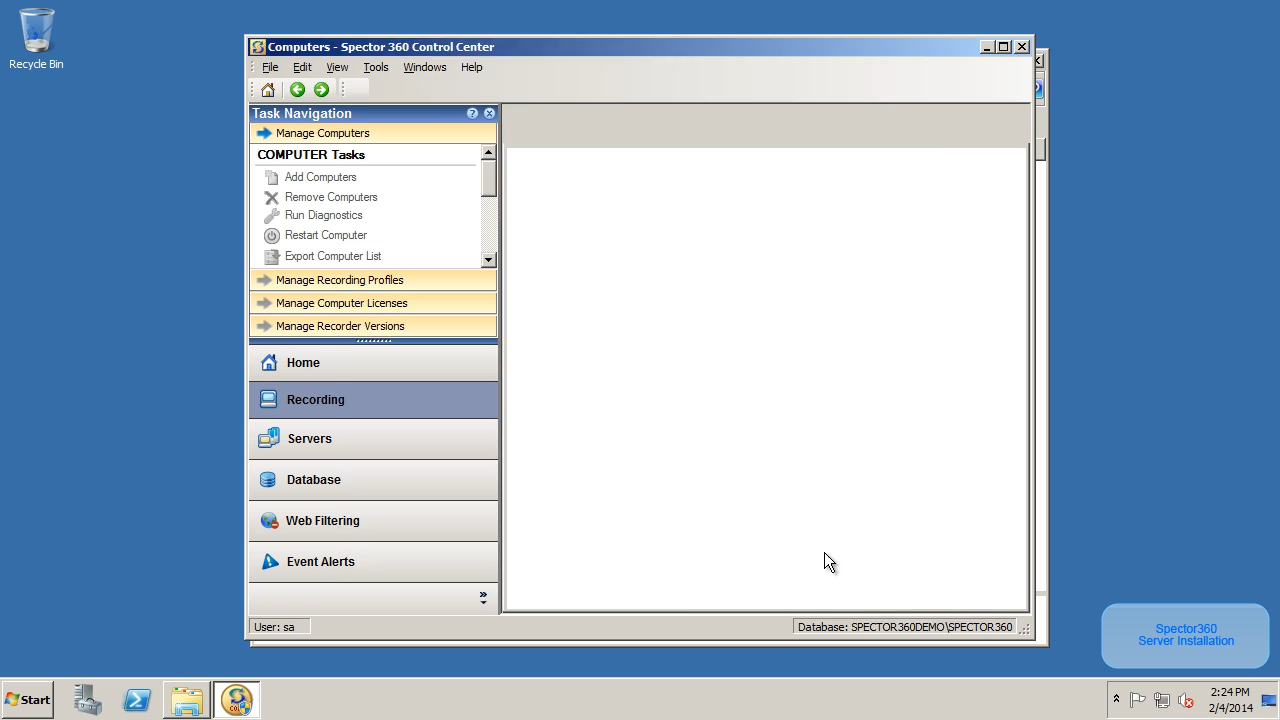 Recycle Bin
Computers - Spector 360 Control Center
File Edit View Tools Windows Help
Task Navigation
Manage Computers
COMPUTER Tasks
Add Computers
Remove Computers
Run Diagnostics
Restart Computer
Export Computer List
Manage Recording Profiles
Manage Computer Licenses
Manage Recorder Versions
Home
Recording
Servers
Database
Web Filtering
Event Alerts
User: sa
Database: SPECTOR360DEMO\SPECTOR360
Spector360
Server Installation
Start
2:24 PM
2/4/2014